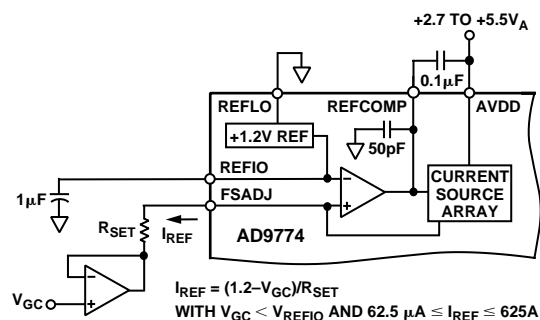 +2.7 TO +5.5VA
0.1µF
REFLO
REFCOMP
AVDD
+1.2V REF
50pF
REFIO
1µF
FSADJ
CURRENT
SOURCE
ARRAY
RSET
IREF
AD9774
VGC
IREF = (1.2–VGC)/RSET
WITH VGC < VREFIO AND 62.5 µA ≤ IREF ≤ 625A